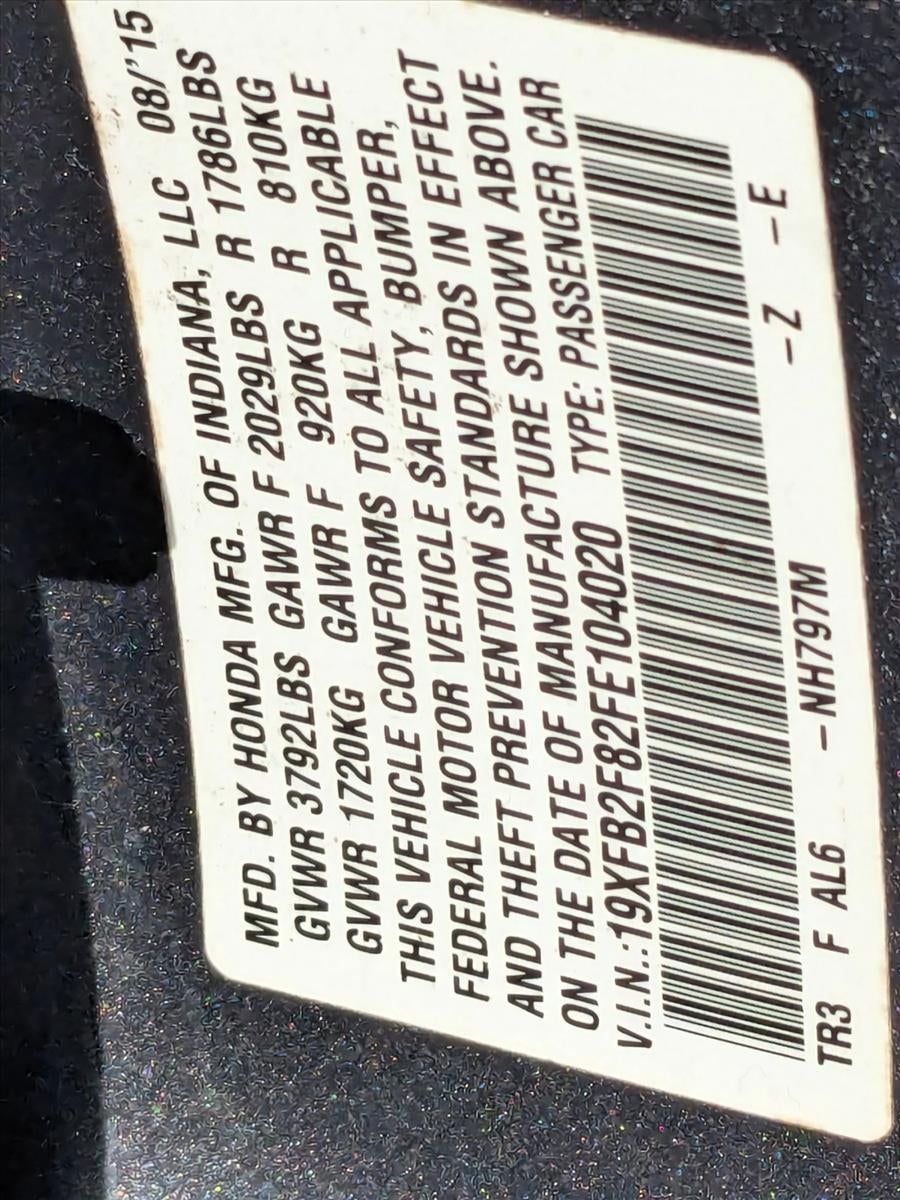 MFD. BY HONDA MFG. OF INDIANA, LLC 08/'15
GVWR 3792LBS GAWR F 2029LBS R 1786LBS
GVWR 1720KG GAWR F 920KG R 810KG
THIS VEHICLE CONFORMS TO ALL APPLICABLE
FEDERAL MOTOR VEHICLE SAFETY, BUMPER,
AND THEFT PREVENTION STANDARDS IN EFFECT
ON THE DATE OF MANUFACTURE SHOWN ABOVE.
V.I.N.: 19XFB2F82FE104020 TYPE: PASSENGER CAR
TR3 F AL6 -NH797M -Z -E